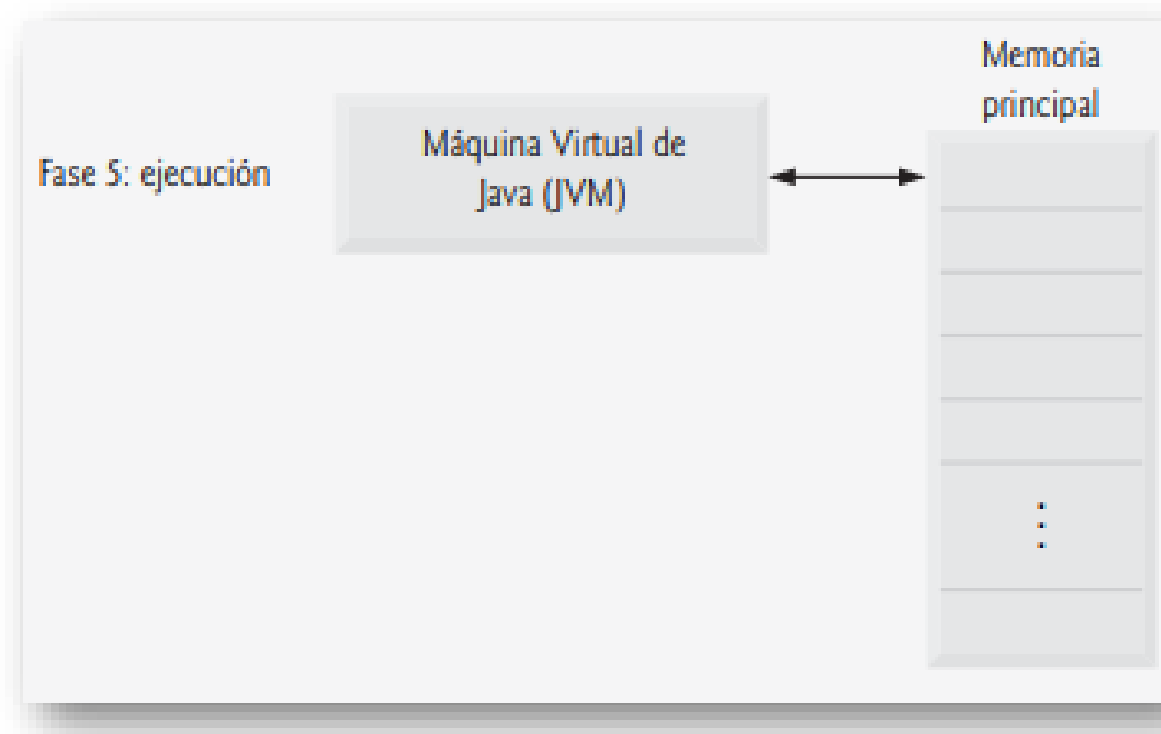 Memoria
principal
Fase 5: ejecución
Máquina Virtual de
Java (JVM)